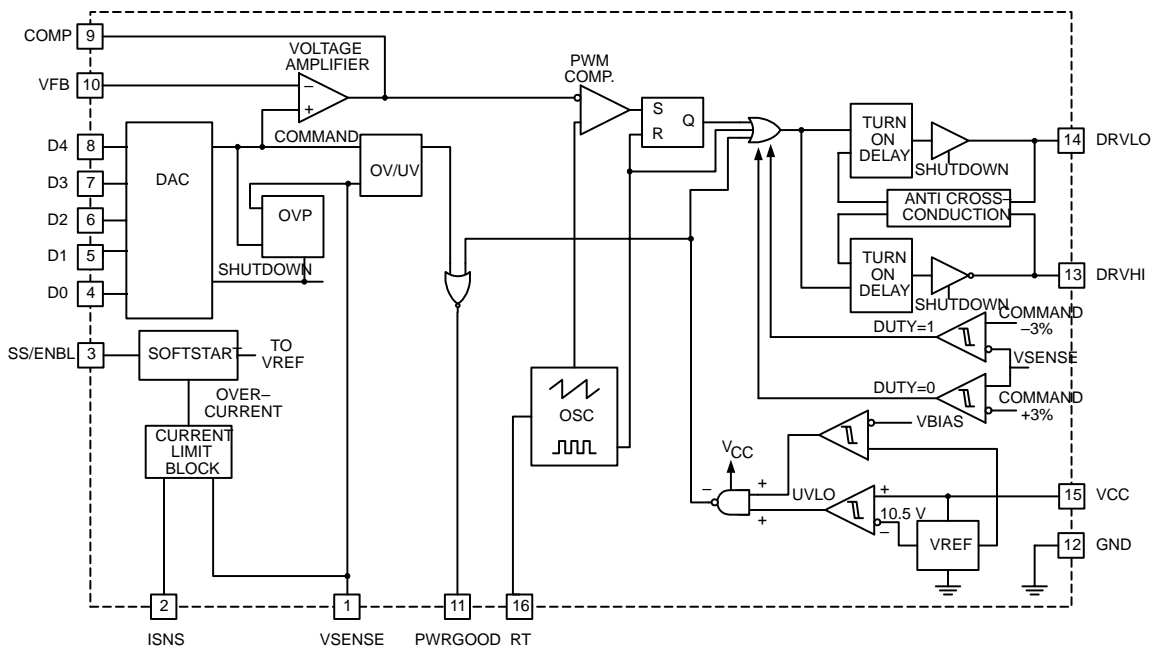 COMP 9
VOLTAGE
AMPLIFIER
PWM
COMP.
VFB 10
–
+
S
R
Q
D4 8
D3 7
D2 6
D1 5
D0 4
DAC
COMMAND
OV/UV
OVP
SHUTDOWN
TURN
ON
DELAY
SHUTDOWN
14 DRVLO
ANTI CROSS–
CONDUCTION
TURN
ON
DELAY
SHUTDOWN
13 DRVHI
SS/ENBL 3
SOFTSTART
TO
VREF
OVER–
CURRENT
CURRENT
LIMIT
BLOCK
OSC
DUTY=1
COMMAND
–3%
VSENSE
DUTY=0
COMMAND
+3%
VBIAS
VCC
–
+
+
UVLO
+
10.5 V
–
VREF
15 VCC
12 GND
2
1
11
16
ISNS
VSENSE
PWRGOOD
RT